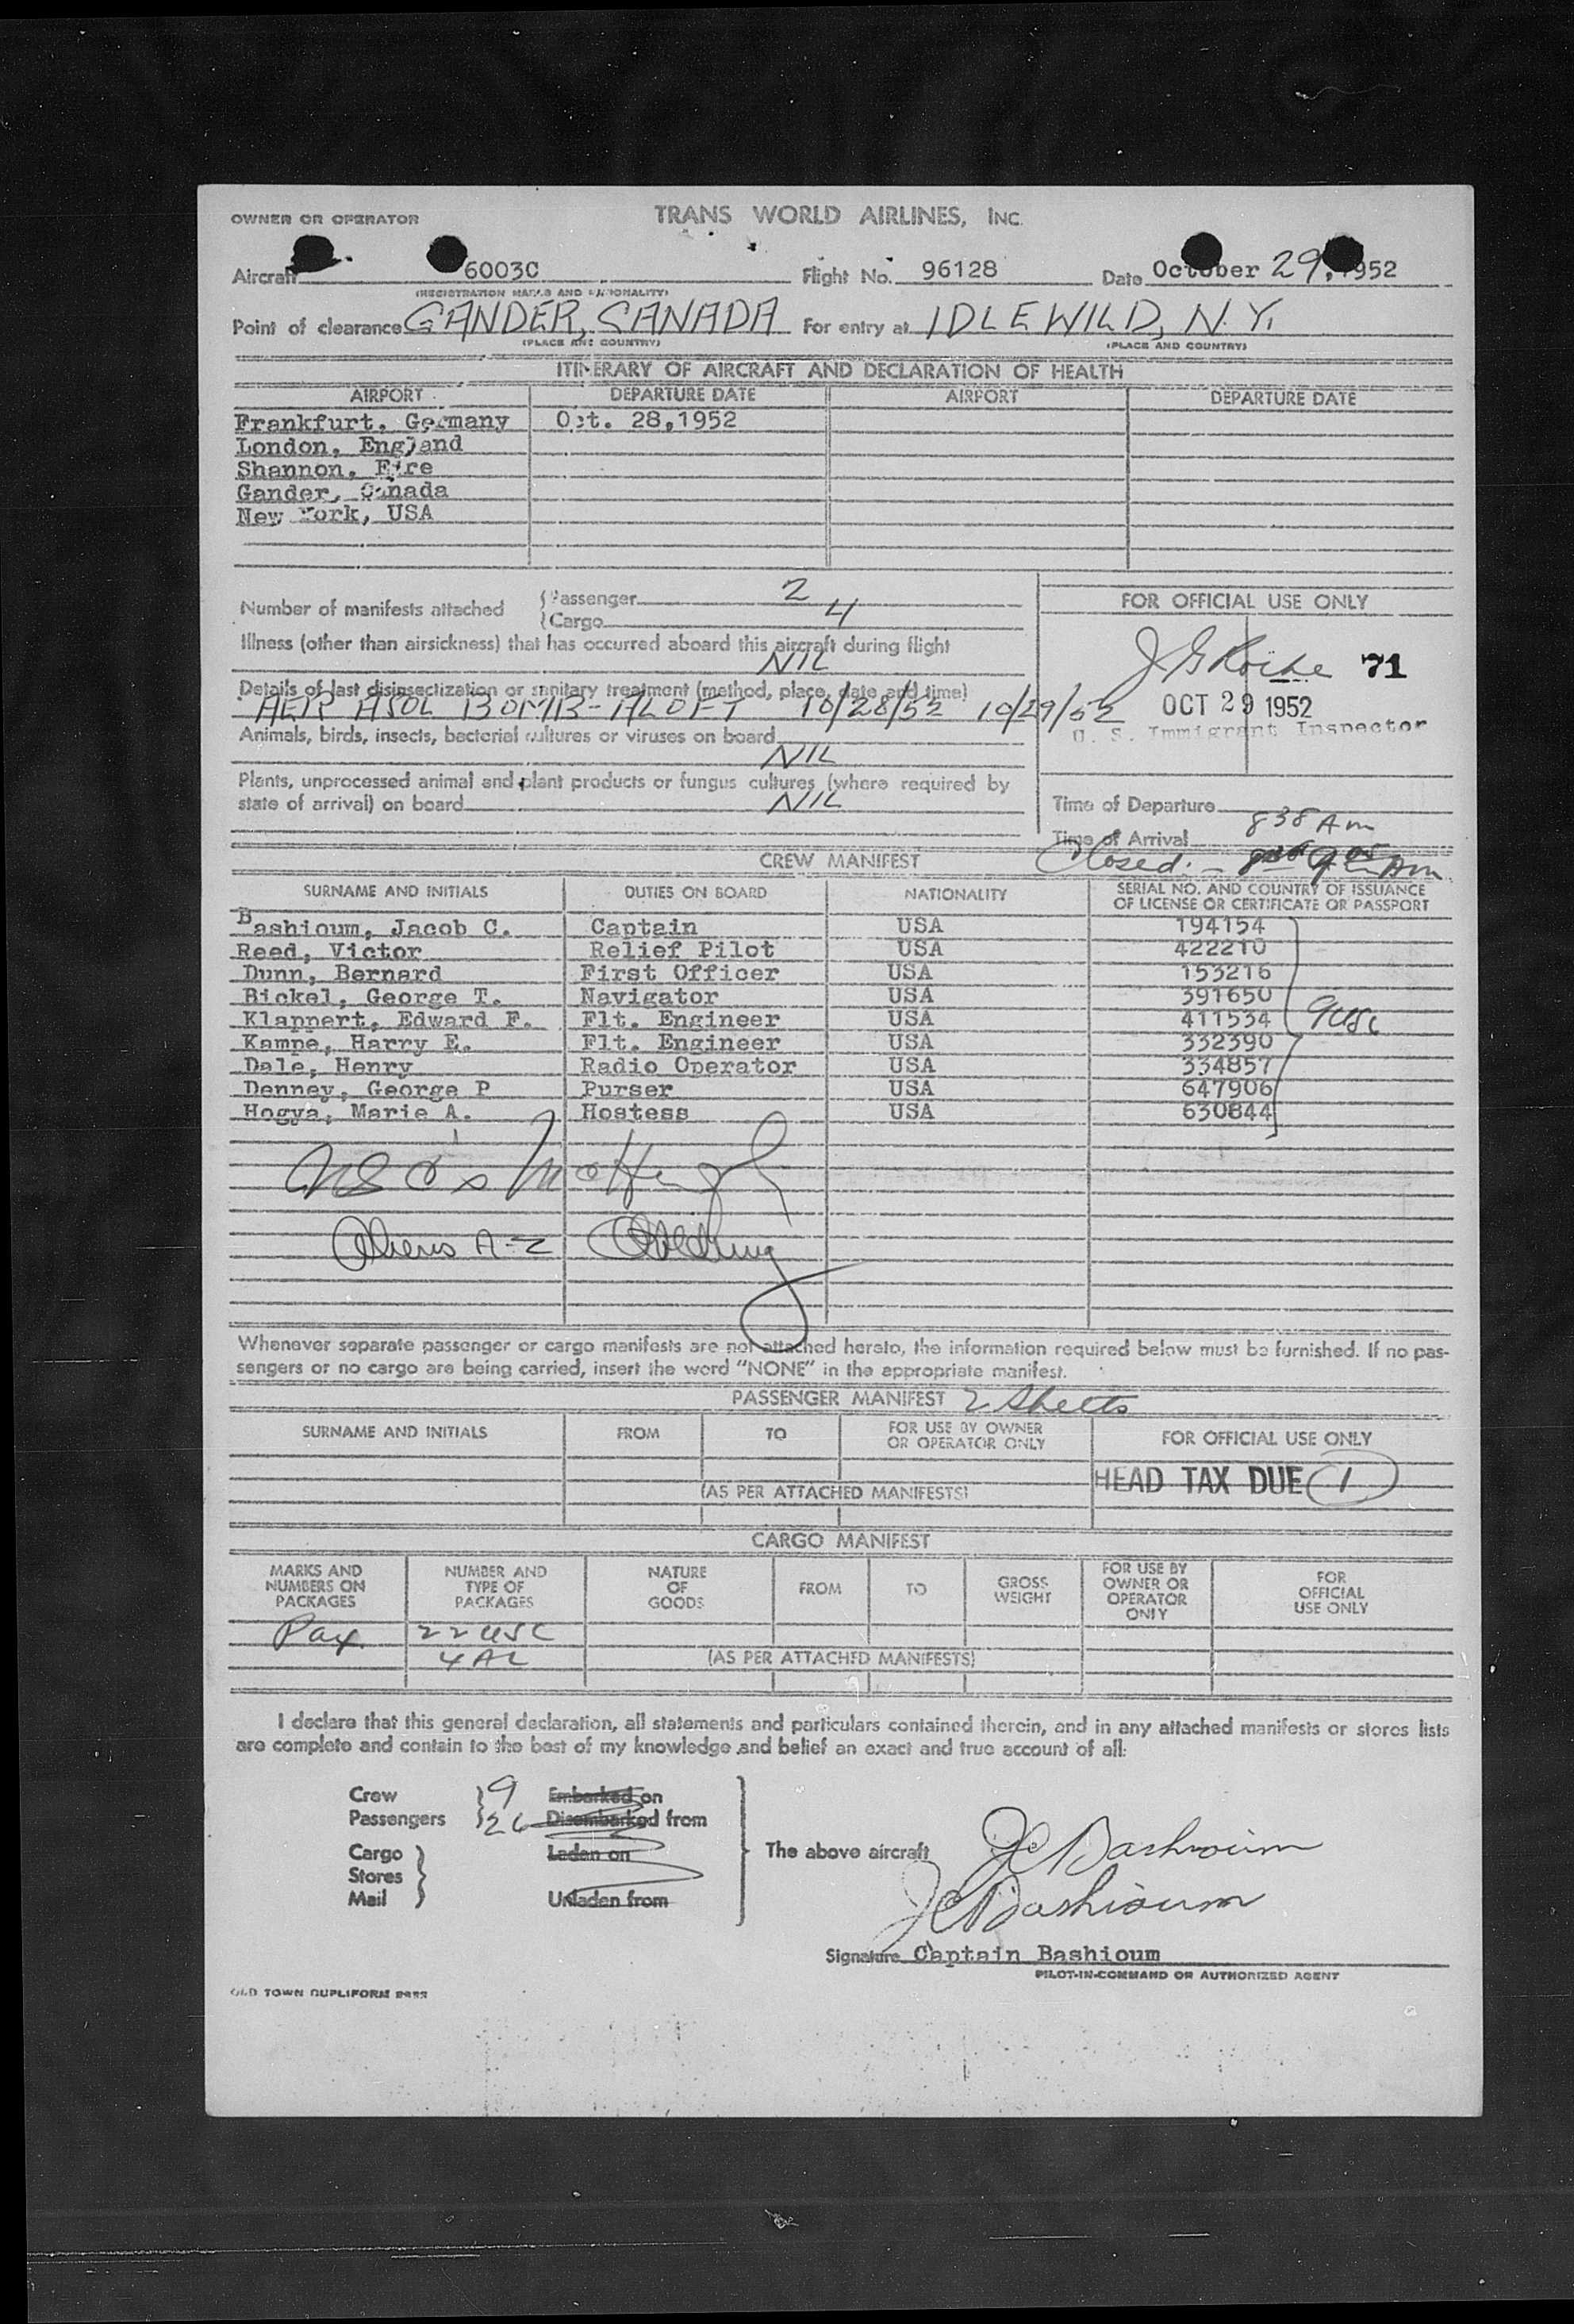 OWNER OR OPERATOR TRANS WORLD AIRLINES, INC.
Aircraft 6003C Flight No. 96128 Date October 29, 1952
(REGISTRATION MARKS AND NATIONALITY)
Point of clearance GANDER, CANADA For entry at IDLEWILD, N.Y.
(PLACE AND COUNTRY) (PLACE AND COUNTRY)
ITINERARY OF AIRCRAFT AND DECLARATION OF HEALTH
AIRPORT DEPARTURE DATE AIRPORT DEPARTURE DATE
Frankfurt, Germany Oct. 28,1952
London, England
Shannon, Eire
Gander, Canada
New York, USA
Number of manifests attached { Passenger 2
{ Cargo 4
FOR OFFICIAL USE ONLY
Illness (other than airsickness) that has occurred aboard this aircraft during flight
NIL
71
Details of last disinsectization or sanitary treatment (method, place, date and time)
AER ASOL BOMB-ALOFT 10/28/52 10/29/52
OCT 29 1952
U. S. Immigrant Inspector
Animals, birds, insects, bacterial cultures or viruses on board
NIL
Plants, unprocessed animal and plant products or fungus cultures (where required by
state of arrival) on board NIL
Time of Departure
838 Am
Time of Arrival
Closed: - 9 05 Am
CREW MANIFEST
SURNAME AND INITIALS DUTIES ON BOARD NATIONALITY SERIAL NO. AND COUNTRY OF ISSUANCE
OF LICENSE OR CERTIFICATE OR PASSPORT
Bashioum, Jacob C. Captain USA 194154
Reed, Victor Relief Pilot USA 422210
Dunn, Bernard First Officer USA 153216
Bickel, George T. Navigator USA 391650
Klappert, Edward F. Flt. Engineer USA 411534 9 USC
Kampe, Harry E. Flt. Engineer USA 332390
Dale, Henry Radio Operator USA 334857
Denney, George P Purser USA 647906
Hogya, Marie A. Hostess USA 630844
Aliens A-Z
Whenever separate passenger or cargo manifests are not attached hereto, the information required below must be furnished. If no pas-
sengers or no cargo are being carried, insert the word "NONE" in the appropriate manifest.
PASSENGER MANIFEST 2 Sheets
SURNAME AND INITIALS FROM TO FOR USE BY OWNER
OR OPERATOR ONLY FOR OFFICIAL USE ONLY
HEAD TAX DUE 1
(AS PER ATTACHED MANIFESTS)
CARGO MANIFEST
MARKS AND
NUMBERS ON
PACKAGES NUMBER AND
TYPE OF
PACKAGES NATURE
OF
GOODS FROM TO GROSS
WEIGHT FOR USE BY
OWNER OR
OPERATOR
ONLY FOR
OFFICIAL
USE ONLY
Pax. 22 USC
4 AL
(AS PER ATTACHED MANIFESTS)
I declare that this general declaration, all statements and particulars contained therein, and in any attached manifests or stores lists
are complete and contain to the best of my knowledge and belief an exact and true account of all:
Crew } 9 Embarked on
Passengers } 26 Disembarked from
Cargo } Laden on
Stores
Mail Unladen from
The above aircraft JC Bashioum
JC Bashioum
Signature Captain Bashioum
PILOT-IN-COMMAND OR AUTHORIZED AGENT
OLD TOWN DUPLIFORM